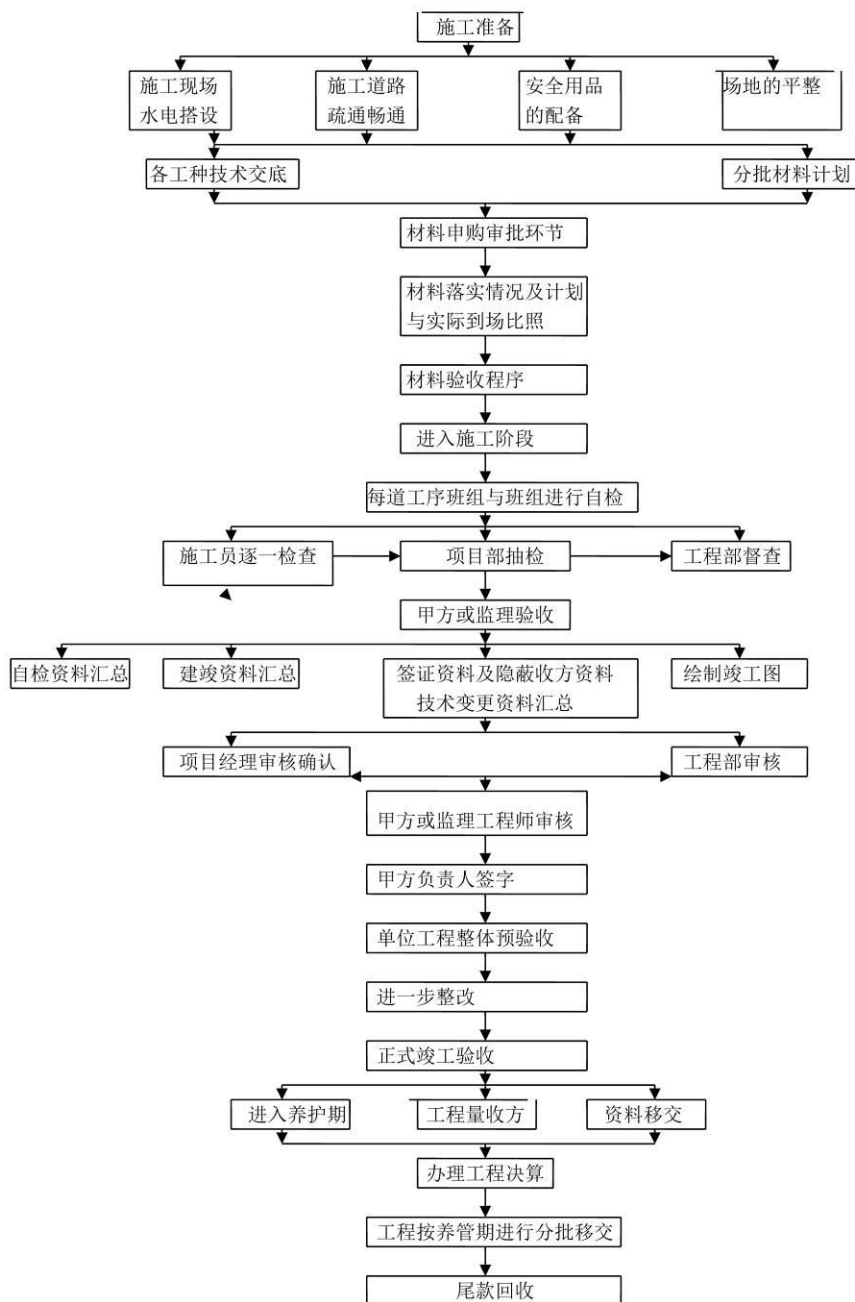 施工准备
施工现场
水电搭设
施工道路
疏通畅通
安全用品
的配备
场地的平整
各工种技术交底
分批材料计划
材料申购审批环节
材料落实情况及计划
与实际到场比照
材料验收程序
进入施工阶段
每道工序班组与班组进行自检
施工员逐一检查
项目部抽检
工程部督查
甲方或监理验收
自检资料汇总
建竣资料汇总
签证资料及隐蔽收方资料
技术变更资料汇总
绘制竣工图
项目经理审核确认
工程部审核
甲方或监理工程师审核
甲方负责人签字
单位工程整体预验收
进一步整改
正式竣工验收
进入养护期
工程量收方
资料移交
办理工程决算
工程按养管期进行分批移交
尾款回收